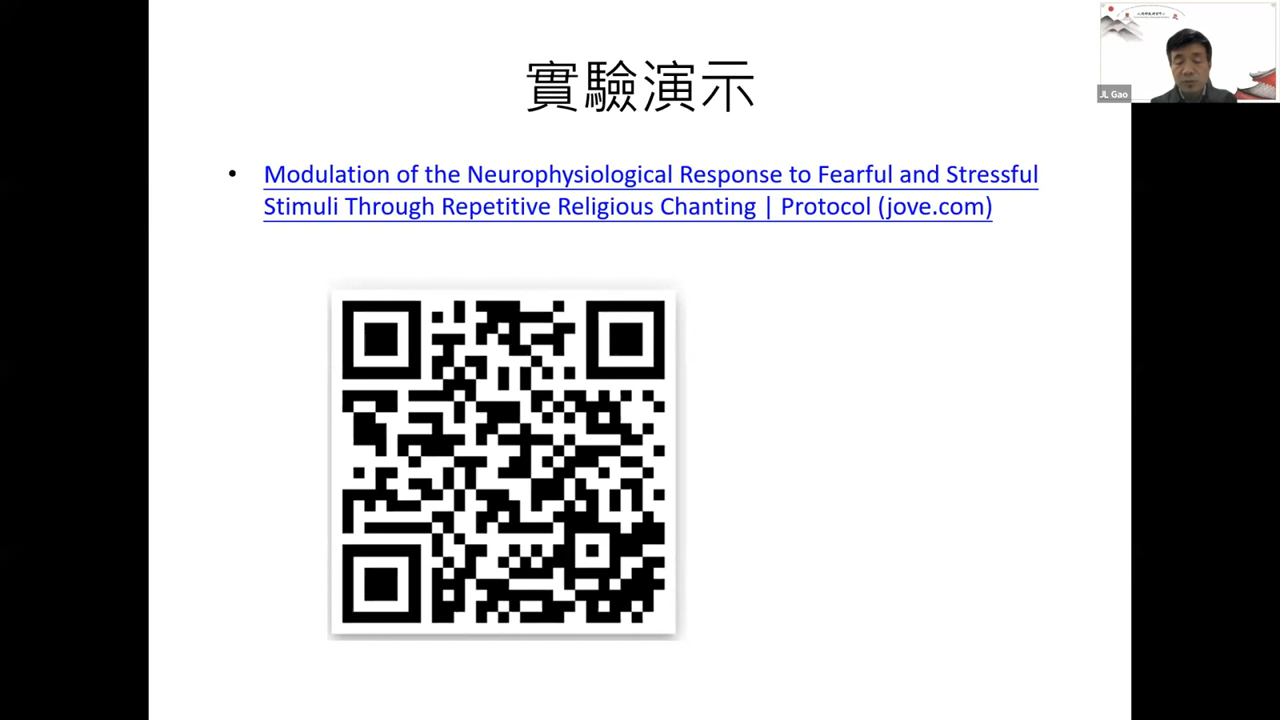 實驗演示
• Modulation of the Neurophysiological Response to Fearful and Stressful
Stimuli Through Repetitive Religious Chanting | Protocol (jove.com)
JL Gao